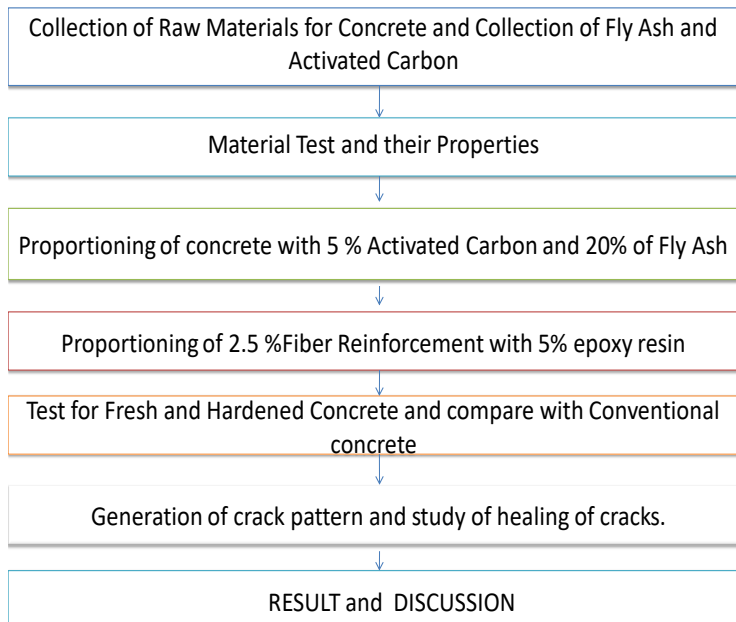 Collection of Raw Materials for Concrete and Collection of Fly Ash and
Activated Carbon
Material Test and their Properties
Proportioning of concrete with 5 % Activated Carbon and 20% of Fly Ash
Proportioning of 2.5 %Fiber Reinforcement with 5% epoxy resin
Test for Fresh and Hardened Concrete and compare with Conventional
concrete
Generation of crack pattern and study of healing of cracks.
RESULT and DISCUSSION